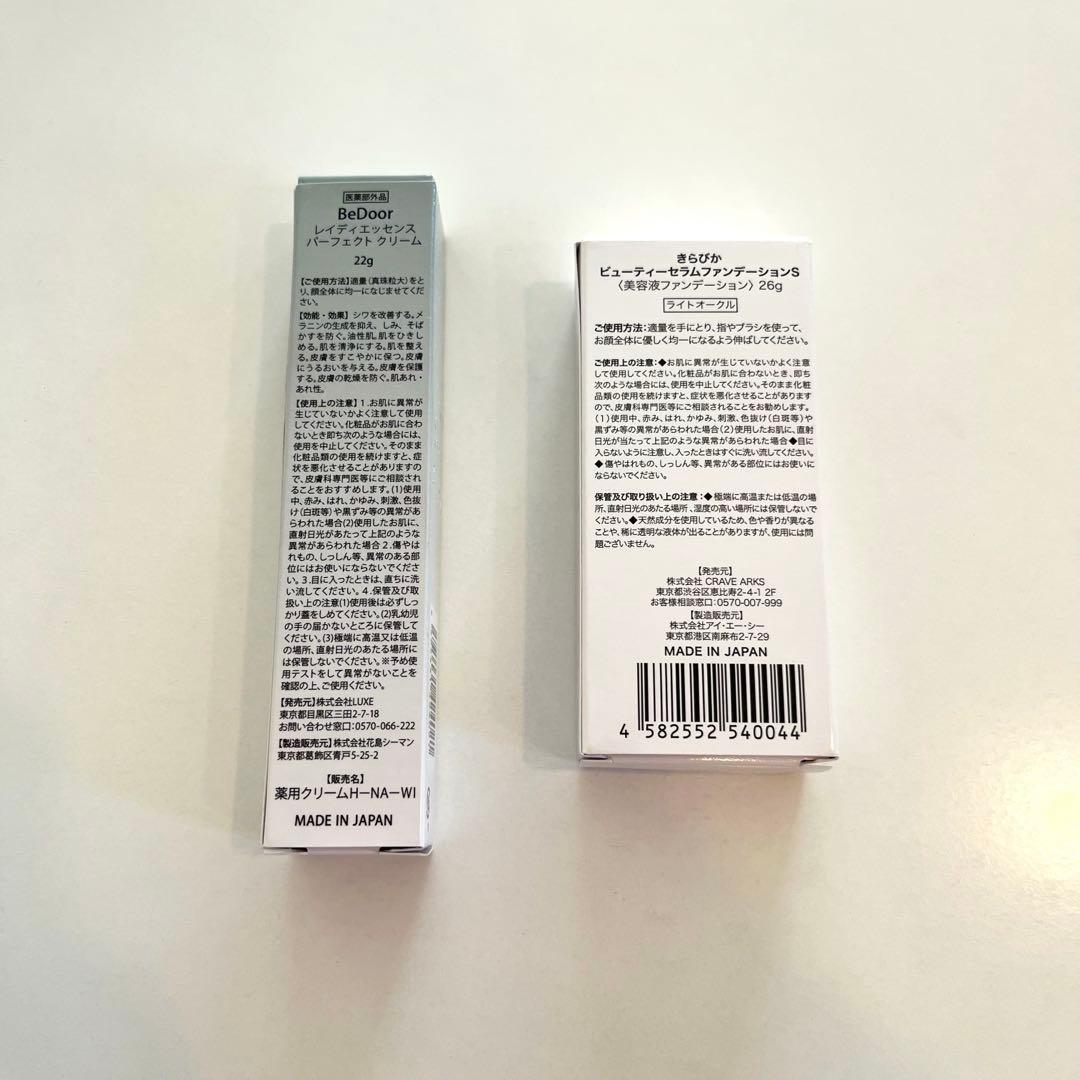 医薬部外品
BeDoor
レイディエッセンス
パーフェクト クリーム
22g
【ご使用方法】適量(真珠粒大)をと
り、顔全体に均一になじませてくだ
さい。
【効能・効果】シワを改善する。メ
ラニンの生成を抑え、しみ、そば
かすを防ぐ。油性肌。肌をひきし
める。肌を清浄にする。肌を整え
る。皮膚をすこやかに保つ。皮膚
にうるおいを与える。皮膚を保護
する。皮膚の乾燥を防ぐ。肌あれ・
あれ性。
【使用上の注意】1.お肌に異常が
生じていないかよく注意して使用
してください。化粧品がお肌に合わ
ないとき即ち次のような場合には、
使用を中止してください。そのまま
化粧品類の使用を続けますと、症
状を悪化させることがありますの
で、皮膚科専門医等にご相談され
ることをおすすめします。(1)使用
中、赤み、はれ、かゆみ、刺激、色抜
け(白斑等)や黒ずみ等の異常があ
らわれた場合(2)使用したお肌に、
直射日光があたって上記のような
異常があらわれた場合2.傷やは
れもの、しっしん等、異常のある部
位にはお使いにならないでくださ
い。3.目に入ったときは、直ちに洗
い流してください。4.保管及び取
扱い上の注意(1)使用後は必ずしっ
かり蓋をしめてください。(2)乳幼児
の手の届かないところに保管して
ください。(3)極端に高温又は低温
の場所、直射日光のあたる場所に
は保管しないでください。※予め使
用テストをして異常がないことを
確認の上、ご使用ください。
【発売元】株式会社LUXE
東京都目黒区三田2-7-18
お問い合わせ窓口:0570-066-222
【製造販売元】株式会社花島シーマン
東京都葛飾区青戸5-25-2
【販売名】
薬用クリームH-NA-WI
MADE IN JAPAN
きらぴか
ビューティーセラムファンデーションS
〈美容液ファンデーション〉26g
ライトオークル
ご使用方法:適量を手にとり、指やブラシを使って、
お顔全体に優しく均一になるよう伸ばしてください。
ご使用上の注意:◆お肌に異常が生じていないかよく注意
して使用してください。化粧品がお肌に合わないとき、即ち
次のような場合には、使用を中止してください。そのまま化粧
品類の使用を続けますと、症状を悪化させることがあります
ので、皮膚科専門医等にご相談されることをお勧めします。
(1)使用中、赤み、はれ、かゆみ、刺激、色抜け(白斑等)や
黒ずみ等の異常があらわれた場合(2)使用したお肌に、直射
日光が当たって上記のような異常があらわれた場合◆目に
入らないように注意し、入ったときはすぐに洗い流してください。
◆傷やはれもの、しっしん等、異常がある部位にはお使いに
ならないでください。
保管及び取り扱い上の注意:◆極端に高温または低温の場
所、直射日光のあたる場所、湿度の高い場所には保管しないで
ください。◆天然成分を使用しているため、色や香りが異なる
ことや、稀に透明な液体が出ることがありますが、使用には問
題ございません。
【発売元】
株式会社 CRAVE ARKS
東京都渋谷区恵比寿2-4-1 2F
お客様相談窓口:0570-007-999
【製造販売元】
株式会社アイ・エー・シー
東京都港区南麻布2-7-29
MADE IN JAPAN
4 582552 540044